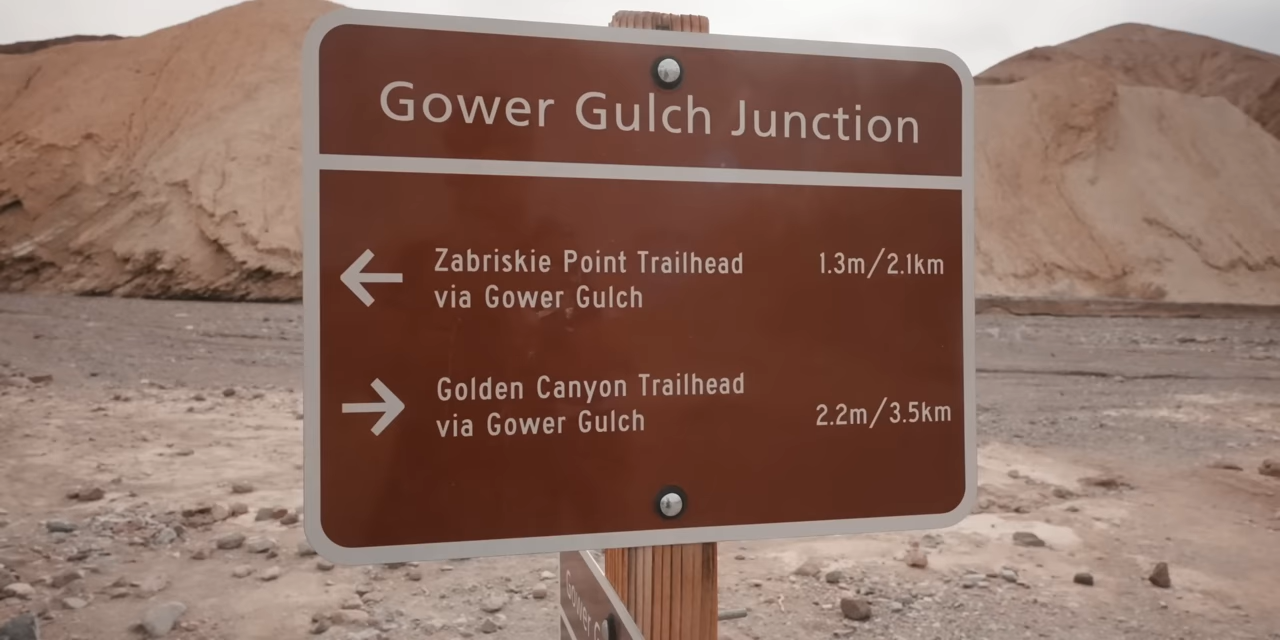 Gower Gulch Junction
Zabriskie Point Trailhead 1.3m/2.1km
via Gower Gulch
Golden Canyon Trailhead
via Gower Gulch 2.2m/3.5km
Gower